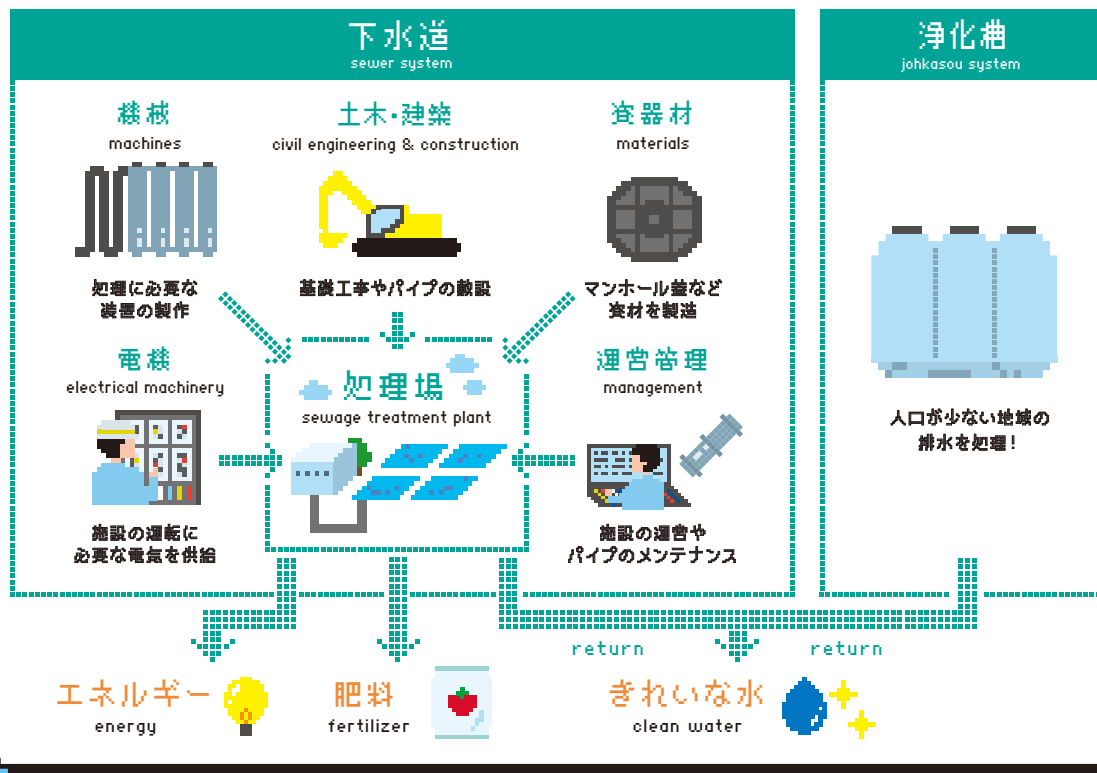 下水道
sewer system
浄化槽
johkasou system
機械
machines
土木・建築
civil engineering & construction
資器材
materials
処理に必要な
装置の製作
基礎工事やパイプの敷設
マンホール蓋など
資材を製造
電機
electrical machinery
処理場
sewage treatment plant
運営管理
management
人口が少ない地域の
排水を処理!
施設の運転に
必要な電気を供給
施設の運営や
パイプのメンテナンス
return
return
エネルギー
energy
肥料
fertilizer
きれいな水
clean water